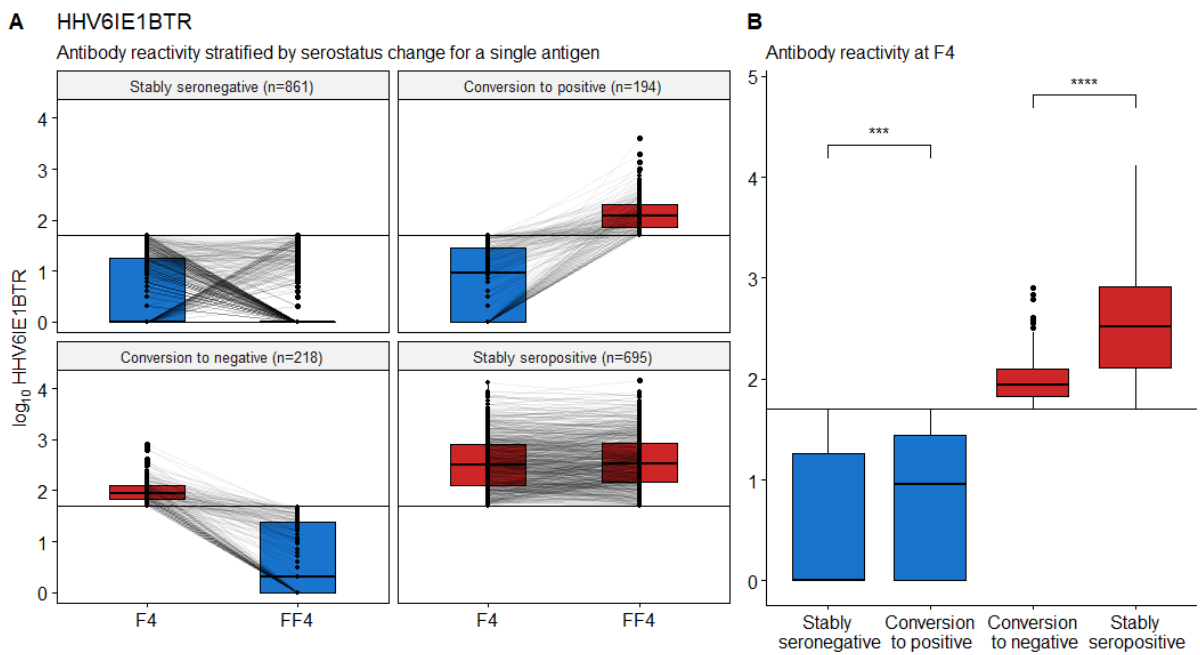 A HHV6IE1BTR
Antibody reactivity stratified by serostatus change for a single antigen
Stably seronegative (n=861)
Conversion to positive (n=194)
4
3
2
1
0
Conversion to negative (n=218)
Stably seropositive (n=695)
4
3
2
1
0
log10 HHV6IE1BTR
F4 FF4 F4 FF4
B
Antibody reactivity at F4
5
4
3
2
1
0
***
****
Stably
seronegative
Conversion
to positive
Conversion
to negative
Stably
seropositive